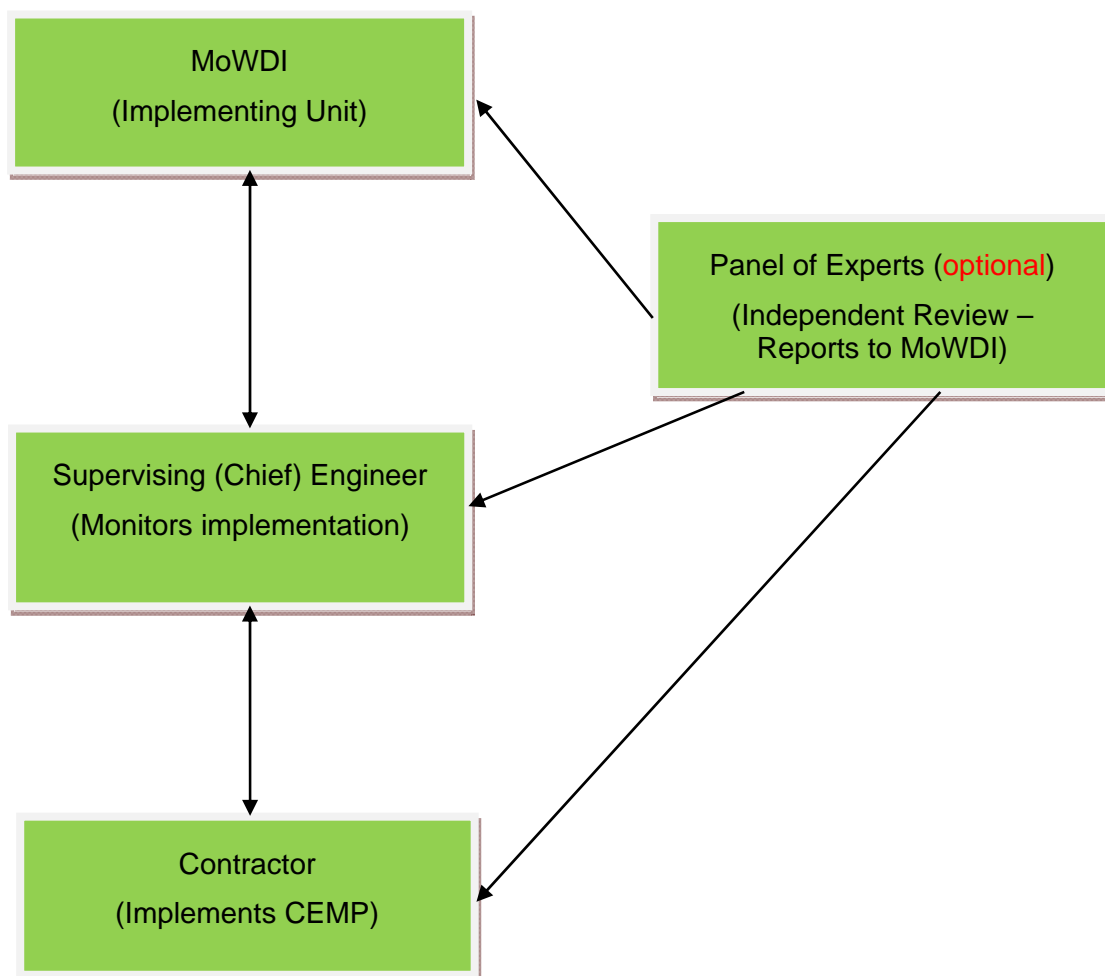 MoWDI
(Implementing Unit)
Panel of Experts (optional)
(Independent Review –
Reports to MoWDI)
Supervising (Chief) Engineer
(Monitors implementation)
Contractor
(Implements CEMP)